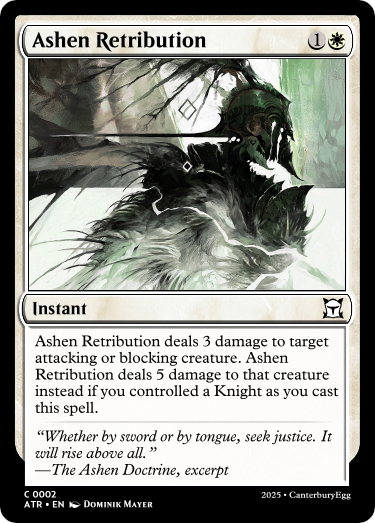 Ashen Retribution 1
Instant
Ashen Retribution deals 3 damage to target
attacking or blocking creature. Ashen
Retribution deals 5 damage to that creature
instead if you controlled a Knight as you cast
this spell.
“Whether by sword or by tongue, seek justice. It
will rise above all.”
—The Ashen Doctrine, excerpt
C 0002
ATR • EN Dominik Mayer 2025 • CanterburyEgg